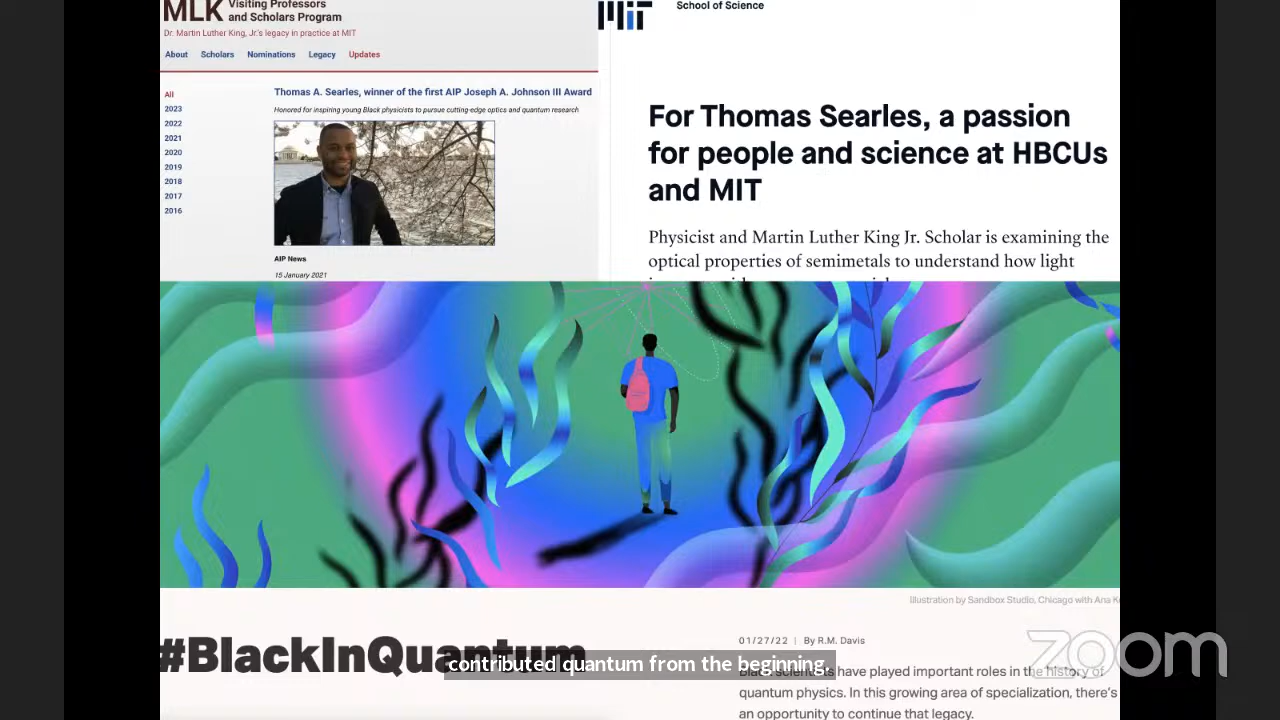 MLK Visiting Professors
and Scholars Program
Dr. Martin Luther King, Jr.'s legacy in practice at MIT
About Scholars Nominations Legacy Updates
All
2023
2022
2021
2020
2019
2018
2017
2016
Thomas A. Searles, winner of the first AIP Joseph A. Johnson III Award
Honored for inspiring young Black physicists to pursue cutting-edge optics and quantum research
AIP News
15 January 2021
MIT
School of Science
For Thomas Searles, a passion
for people and science at HBCUs
and MIT
Physicist and Martin Luther King Jr. Scholar is examining the
optical properties of semimetals to understand how light
Illustration by Sandbox Studio, Chicago with Ana
#BlackInQuantum
01/27/22 | By R.M. Davis
Black scientists have played important roles in the history of
quantum physics. In this growing area of specialization, there's
an opportunity to continue that legacy.
contributed quantum from the beginning,
zoom